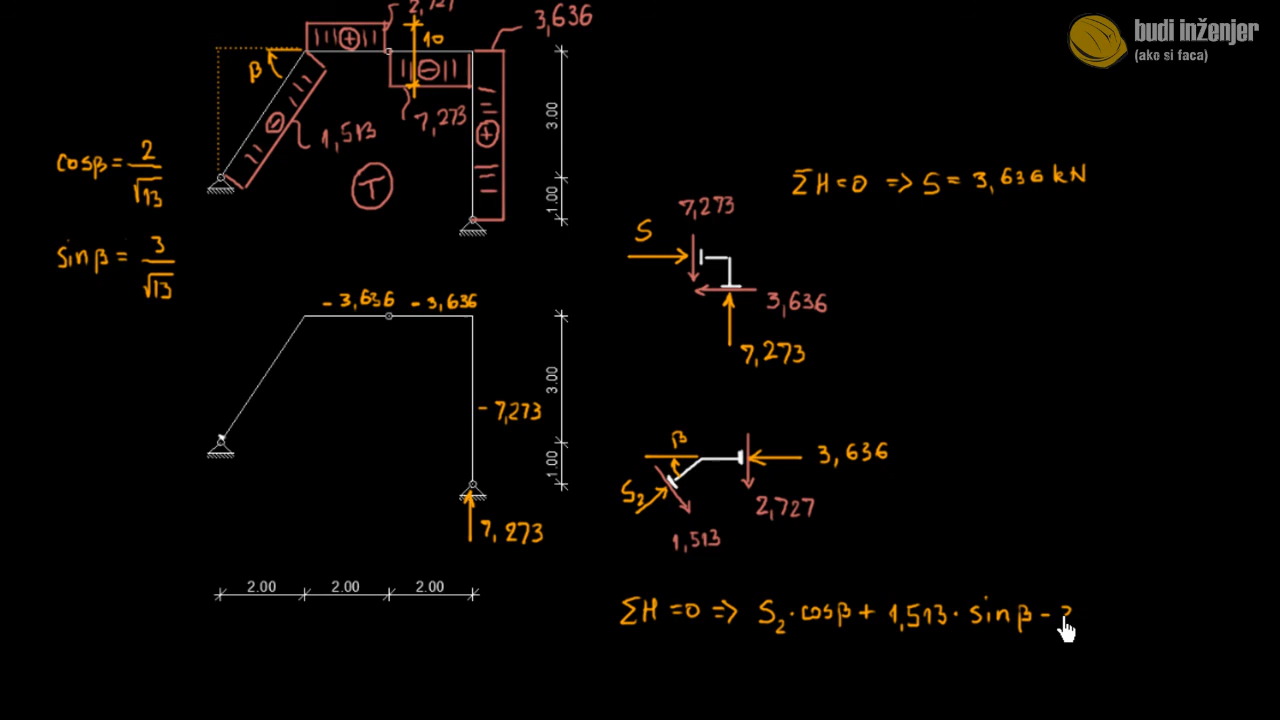 2,727
3,636
budi inženjer
(ako si faca)
10
β
3.00
7,273
1,513
cosβ = 2/√13
T
1.00
ΣH=0 => S = 3,636 kN
7,273
S
sinβ = 3/√13
- 3,636 - 3,636
3,636
7,273
3.00
- 7,273
β
3,636
1.00
S₂
2,727
7,273
1,513
2.00 2.00 2.00
ΣH=0 => S₂·cosβ + 1,513·sinβ -